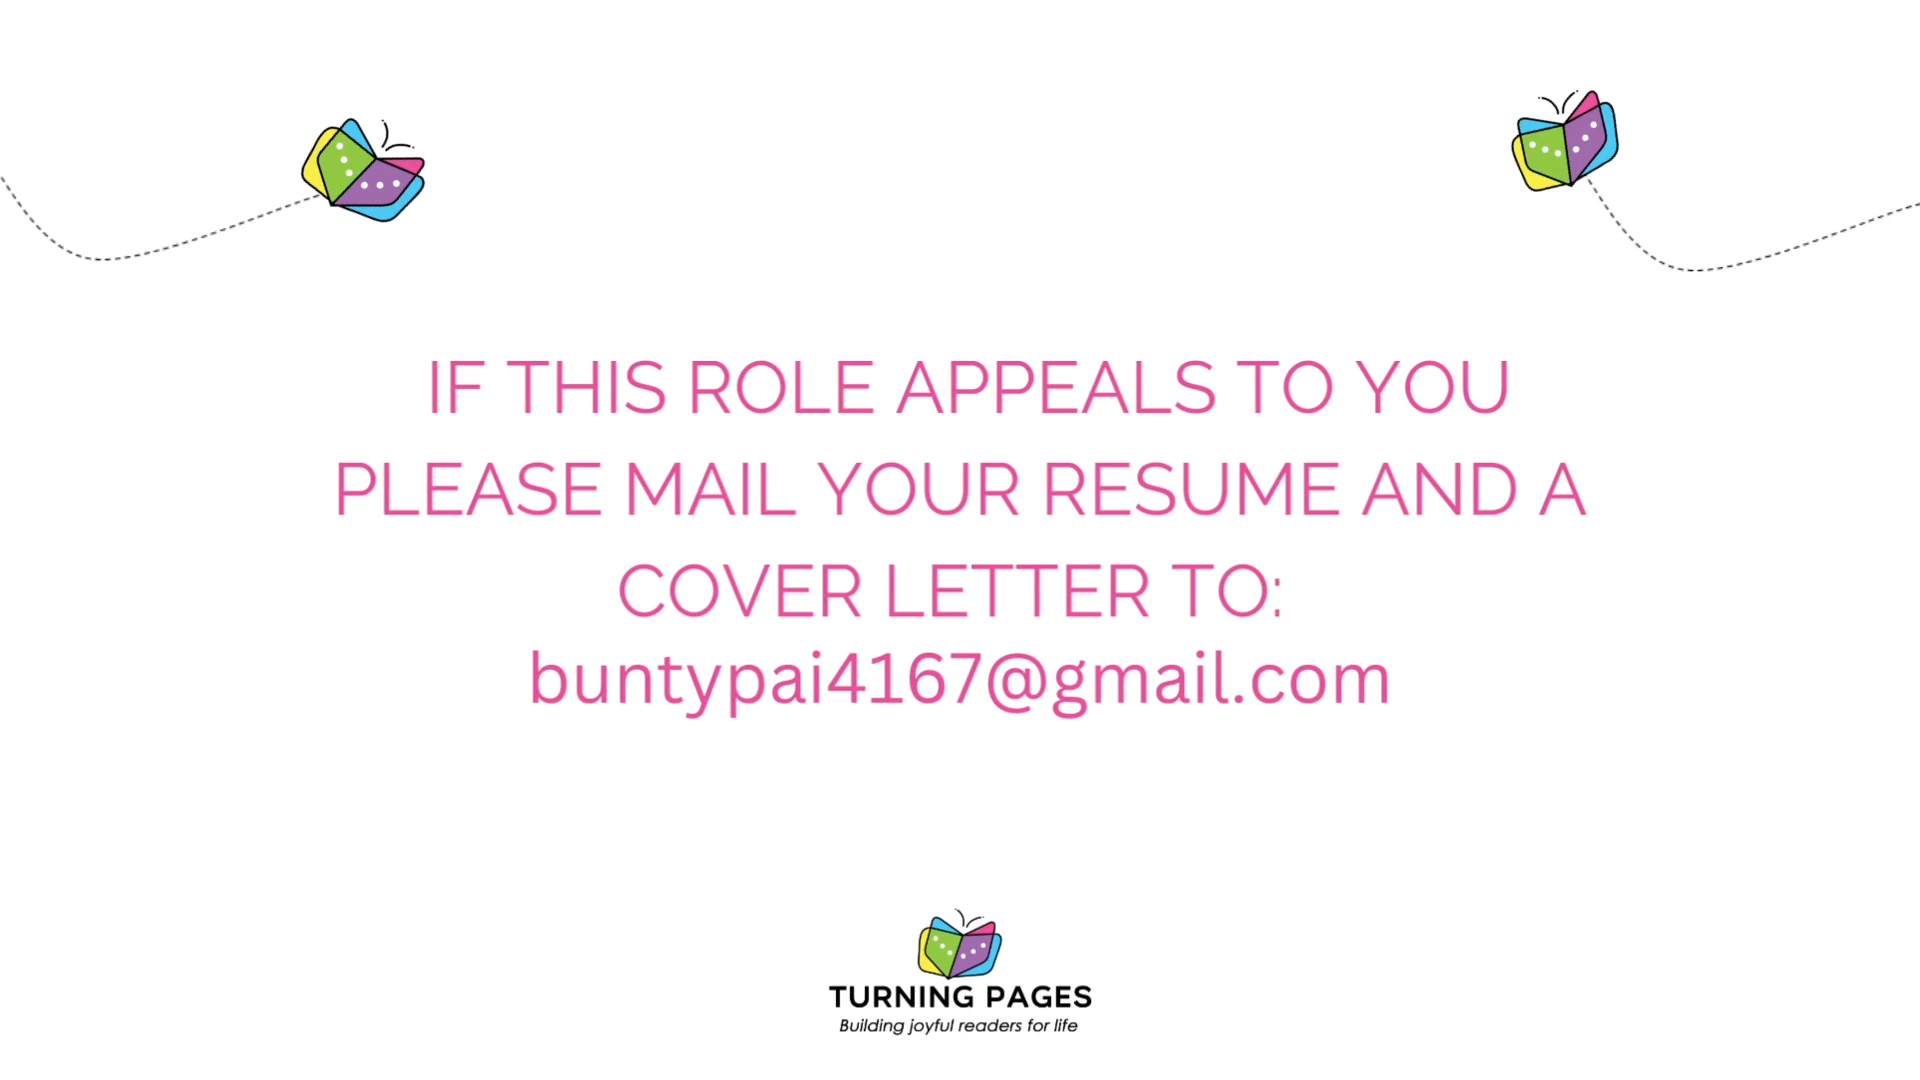 IF THIS ROLE APPEALS TO YOU
PLEASE MAIL YOUR RESUME AND A
COVER LETTER TO:
buntypai4167@gmail.com
TURNING PAGES
Building joyful readers for life